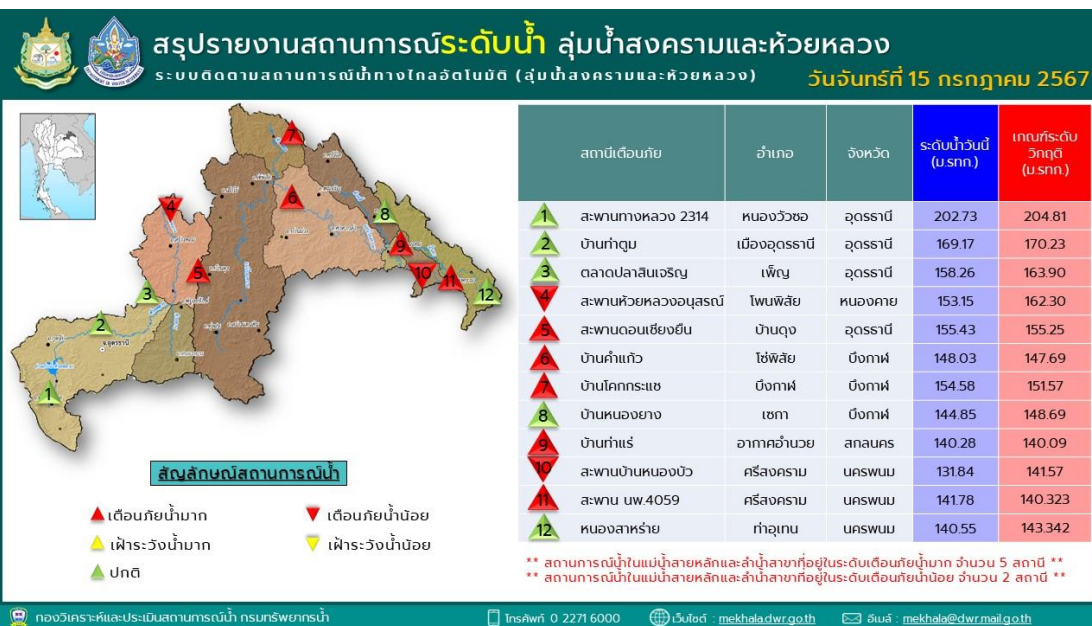 สรุปรายงานสถานการณ์ระดับน้ำ ลุ่มน้ำสงครามและห้วยหลวง
ระบบติดตามสถานการณ์น้ำทางไกลอัตโนมัติ (ลุ่มน้ำสงครามและห้วยหลวง)
วันจันทร์ที่ 15 กรกฎาคม 2567
สถานีเตือนภัย อำเภอ จังหวัด ระดับน้ำวันนี้ (ม.รทก.) เกณฑ์ระดับวิกฤติ (ม.รทก.)
1 สะพานทางหลวง 2314 หนองวัวซอ อุดรธานี 202.73 204.81
2 บ้านท่าตูม เมืองอุดรธานี อุดรธานี 169.17 170.23
3 ตลาดปลาสินเจริญ เพ็ญ อุดรธานี 158.26 163.90
4 สะพานห้วยหลวงอนุสรณ์ โพนพิสัย หนองคาย 153.15 162.30
5 สะพานดอนเชียงยืน บ้านดุง อุดรธานี 155.43 155.25
6 บ้านคำแก้ว โซ่พิสัย บึงกาฬ 148.03 147.69
7 บ้านโคกกระแซ บึงกาฬ บึงกาฬ 154.58 151.57
8 บ้านหนองยาง เซกา บึงกาฬ 144.85 148.69
9 บ้านท่าแร่ อากาศอำนวย สกลนคร 140.28 140.09
10 สะพานบ้านหนองบัว ศรีสงคราม นครพนม 131.84 141.57
11 สะพาน นพ.4059 ศรีสงคราม นครพนม 141.78 140.323
12 หนองสาหร่าย ท่าอุเทน นครพนม 140.55 143.342
7
6
4
8
9
5
10
11
3
12
2
จ.อุดรธานี
1
สัญลักษณ์สถานการณ์น้ำ
เตือนภัยน้ำมาก เตือนภัยน้ำน้อย
เฝ้าระวังน้ำมาก เฝ้าระวังน้ำน้อย
ปกติ
** สถานการณ์น้ำในแม่น้ำสายหลักและลำน้ำสาขาที่อยู่ในระดับเตือนภัยน้ำมาก จำนวน 5 สถานี **
** สถานการณ์น้ำในแม่น้ำสายหลักและลำน้ำสาขาที่อยู่ในระดับเตือนภัยน้ำน้อย จำนวน 2 สถานี **
กองวิเคราะห์และประเมินสถานการณ์น้ำ กรมทรัพยากรน้ำ โทรศัพท์ 0 2271 6000 เว็บไซต์ : mekhala.dwr.go.th อีเมล์ : mekhala@dwr.mail.go.th